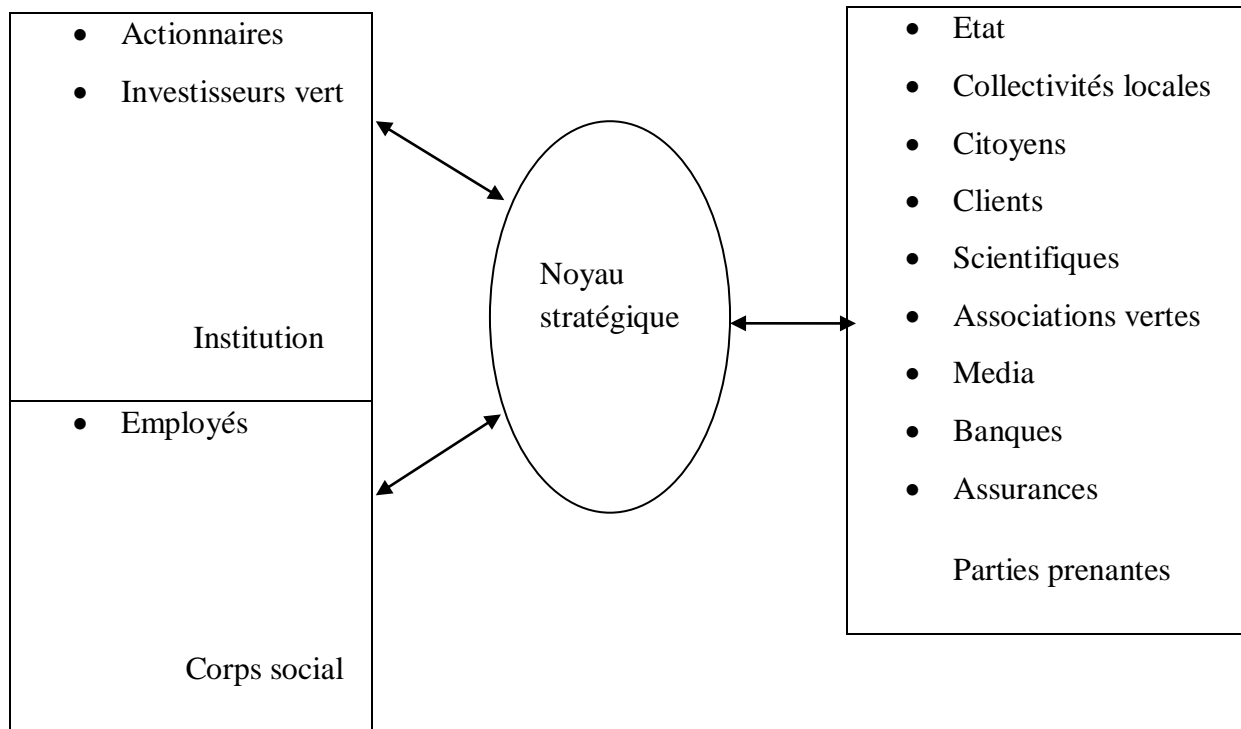 • Actionnaires
• Investisseurs vert
Institution
• Employés
Corps social
Noyau
stratégique
• Etat
• Collectivités locales
• Citoyens
• Clients
• Scientifiques
• Associations vertes
• Media
• Banques
• Assurances
Parties prenantes